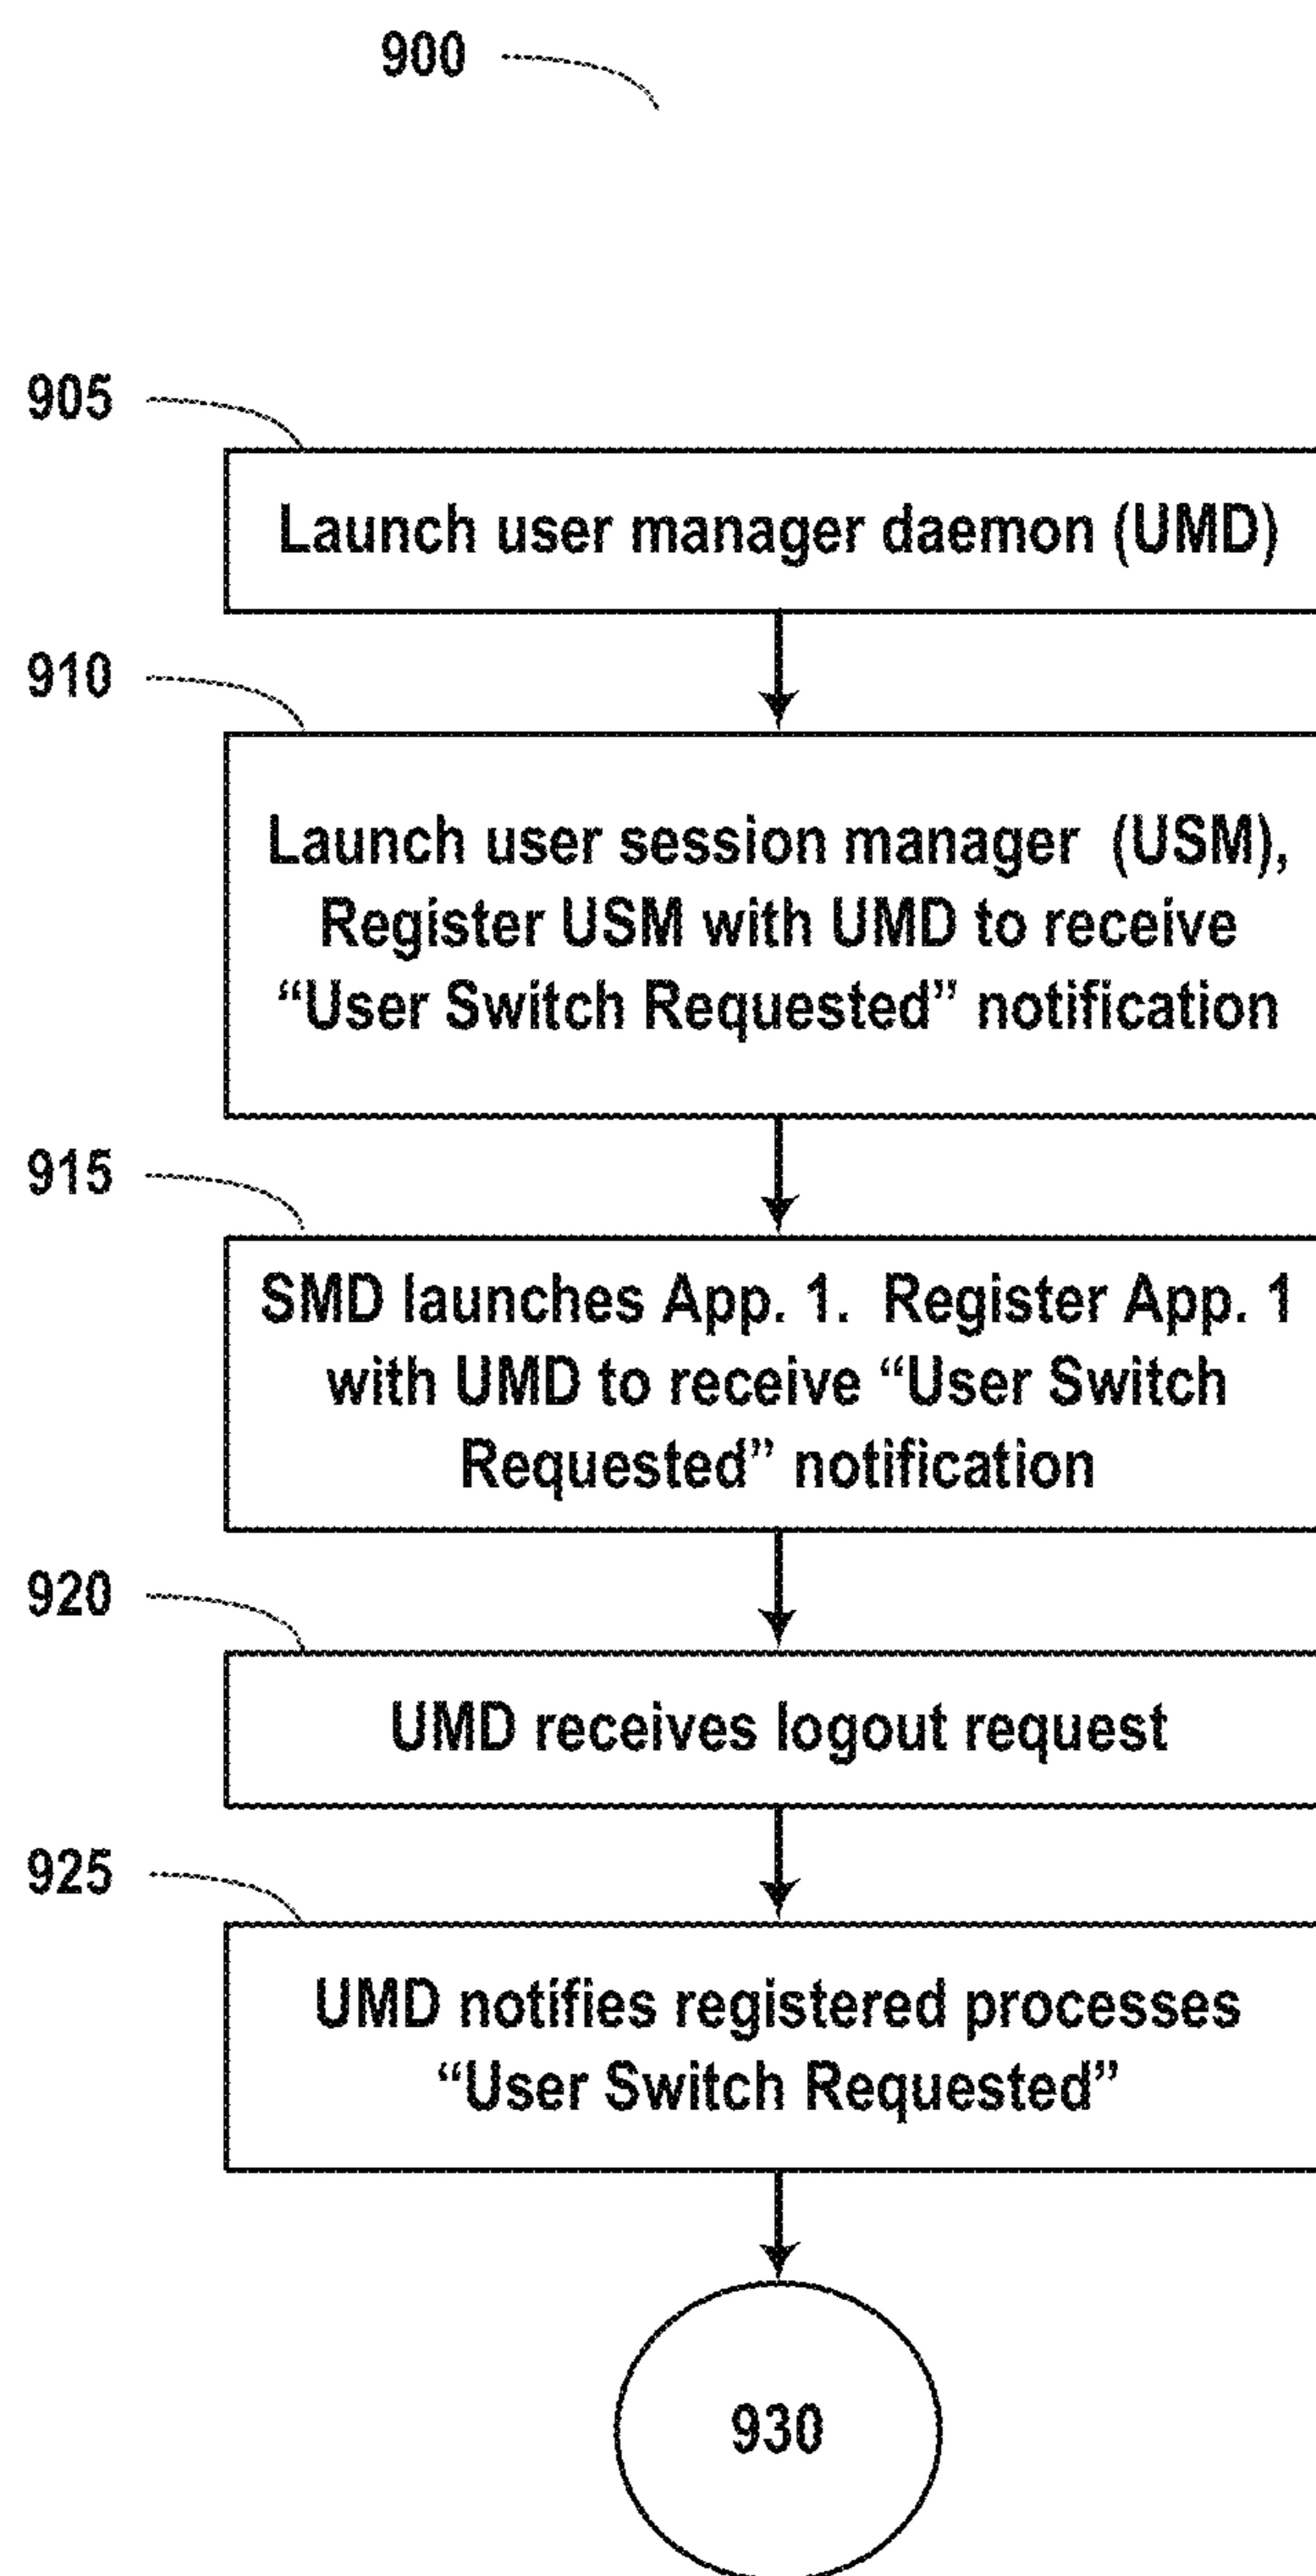 900
905
Launch user manager daemon (UMD)
910
Launch user session manager (USM),
Register USM with UMD to receive
“User Switch Requested” notification
915
SMD launches App. 1. Register App. 1
with UMD to receive “User Switch
Requested” notification
920
UMD receives logout request
925
UMD notifies registered processes
“User Switch Requested”
930